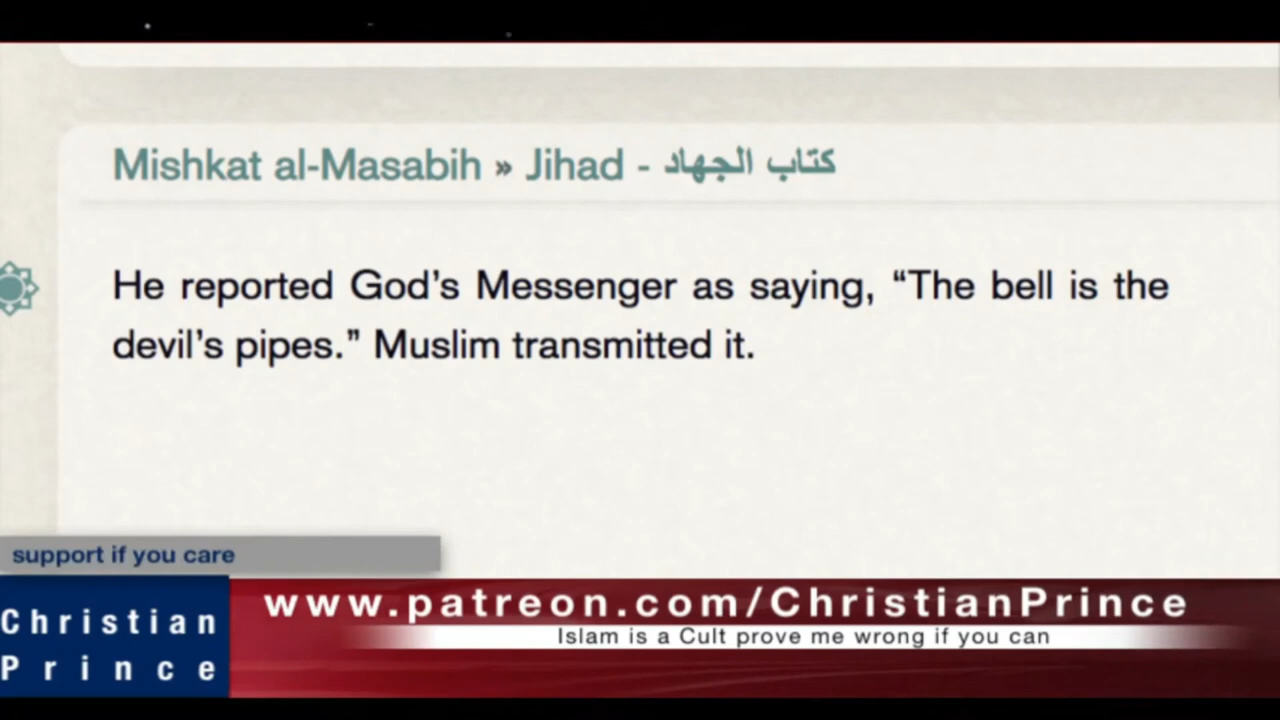 Mishkat al-Masabih » Jihad - كتاب الجهاد
He reported God’s Messenger as saying, “The bell is the
devil’s pipes.” Muslim transmitted it.
support if you care
Christian
Prince
www.patreon.com/ChristianPrince
Islam is a Cult prove me wrong if you can